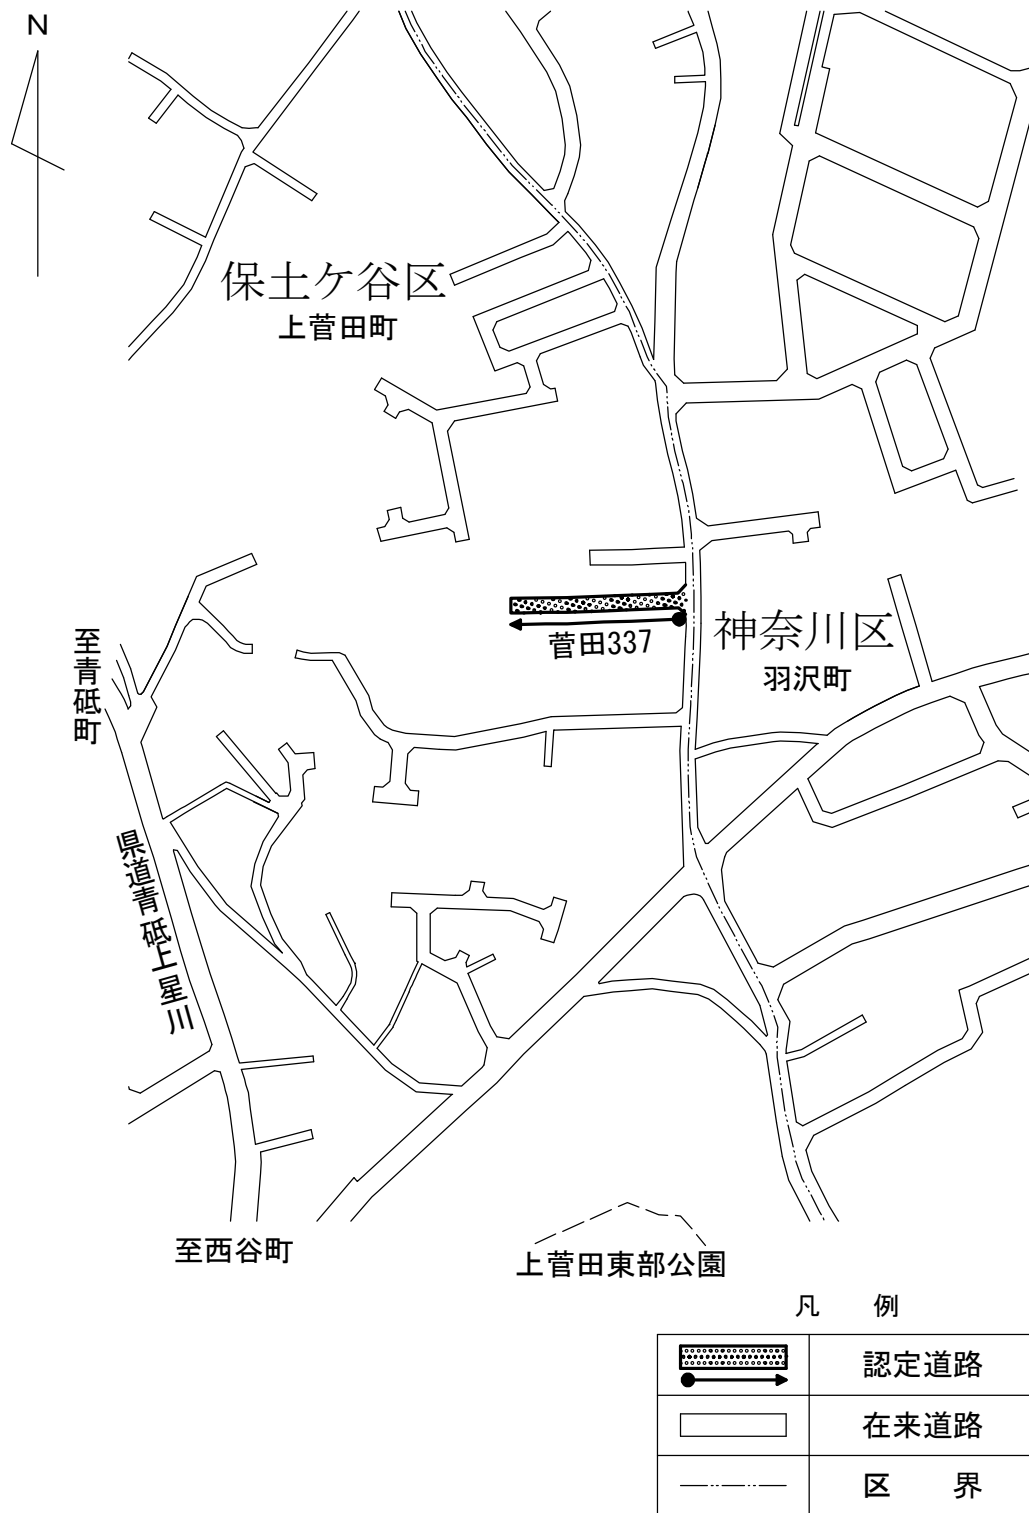 N
保土ケ谷区
上菅田町
菅田337
神奈川区
羽沢町
至青砥町
県道青砥上星川
至西谷町
上菅田東部公園
凡 例
認定道路
在来道路
区 界